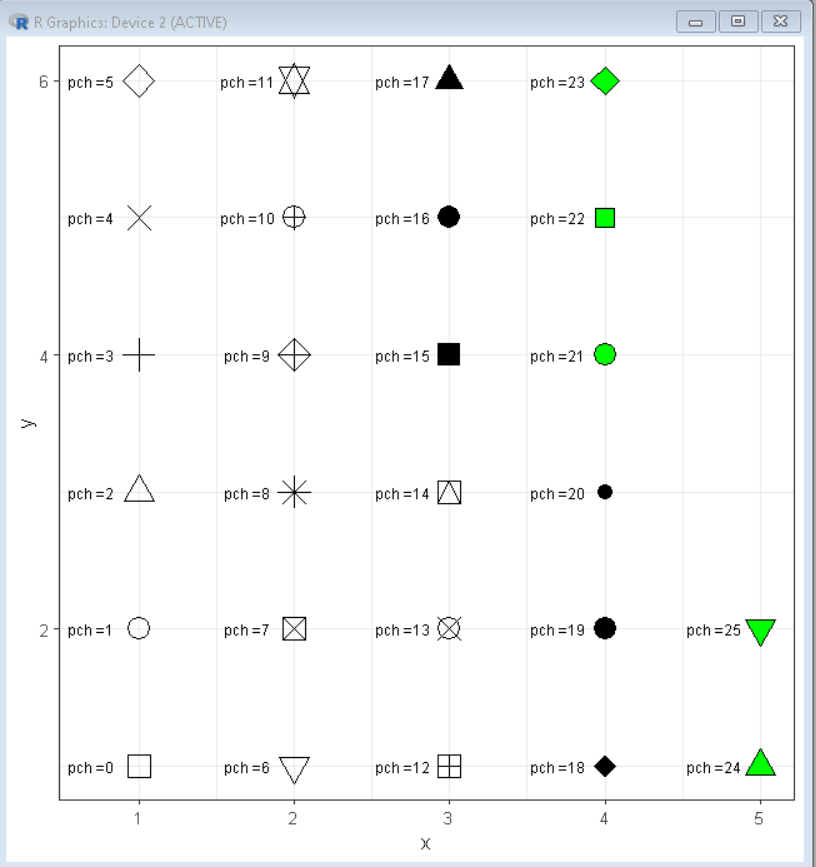 R Graphics: Device 2 (ACTIVE)
6 pch =5 pch =11 pch =17 pch =23
pch =4 pch =10 pch =16 pch =22
4 pch =3 pch =9 pch =15 pch =21
pch =2 pch =8 pch =14 pch =20
y
2 pch =1 pch =7 pch =13 pch =19 pch =25
pch =0 pch =6 pch =12 pch =18 pch =24
1 2 3 4 5
x